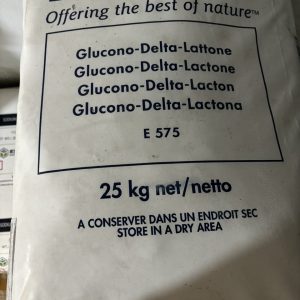 Offering the best of nature™
Glucono-Delta-Lattone
Glucono-Delta-Lactone
Glucono-Delta-Lacton
Glucono-Delta-Lactona
E 575
25 kg net/netto
A CONSERVER DANS UN ENDROIT SEC
STORE IN A DRY AREA